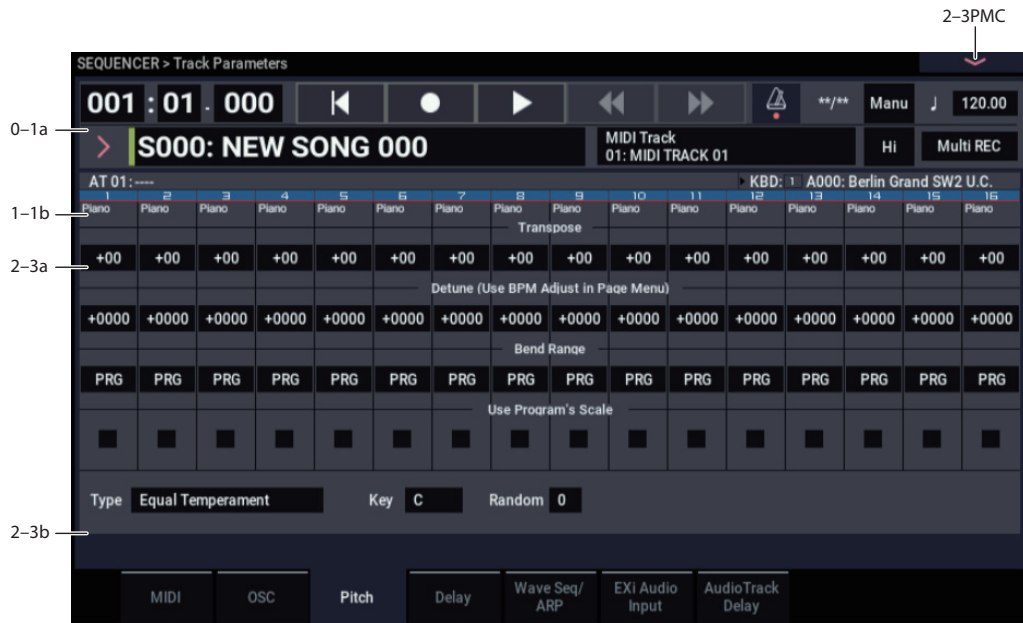 2–3PMC
SEQUENCER > Track Parameters
001 : 01 . 000 **/** Manu ♩ 120.00
0–1a
S000: NEW SONG 000 MIDI Track Hi Multi REC
01: MIDI TRACK 01
AT 01:---- KBD: 1 A000: Berlin Grand SW2 U.C.
1 2 3 4 5 6 7 8 9 10 11 12 13 14 15 16
1–1b
Piano Piano Piano Piano Piano Piano Piano Piano Piano Piano Piano Piano Piano Piano Piano Piano
Transpose
2–3a
+00 +00 +00 +00 +00 +00 +00 +00 +00 +00 +00 +00 +00 +00 +00 +00
Detune (Use BPM Adjust in Page Menu)
+0000 +0000 +0000 +0000 +0000 +0000 +0000 +0000 +0000 +0000 +0000 +0000 +0000 +0000 +0000 +0000
Bend Range
PRG PRG PRG PRG PRG PRG PRG PRG PRG PRG PRG PRG PRG PRG PRG PRG
Use Program's Scale
Type Equal Temperament Key C Random 0
2–3b
MIDI OSC Pitch Delay Wave Seq/ EXi Audio AudioTrack
ARP Input Delay